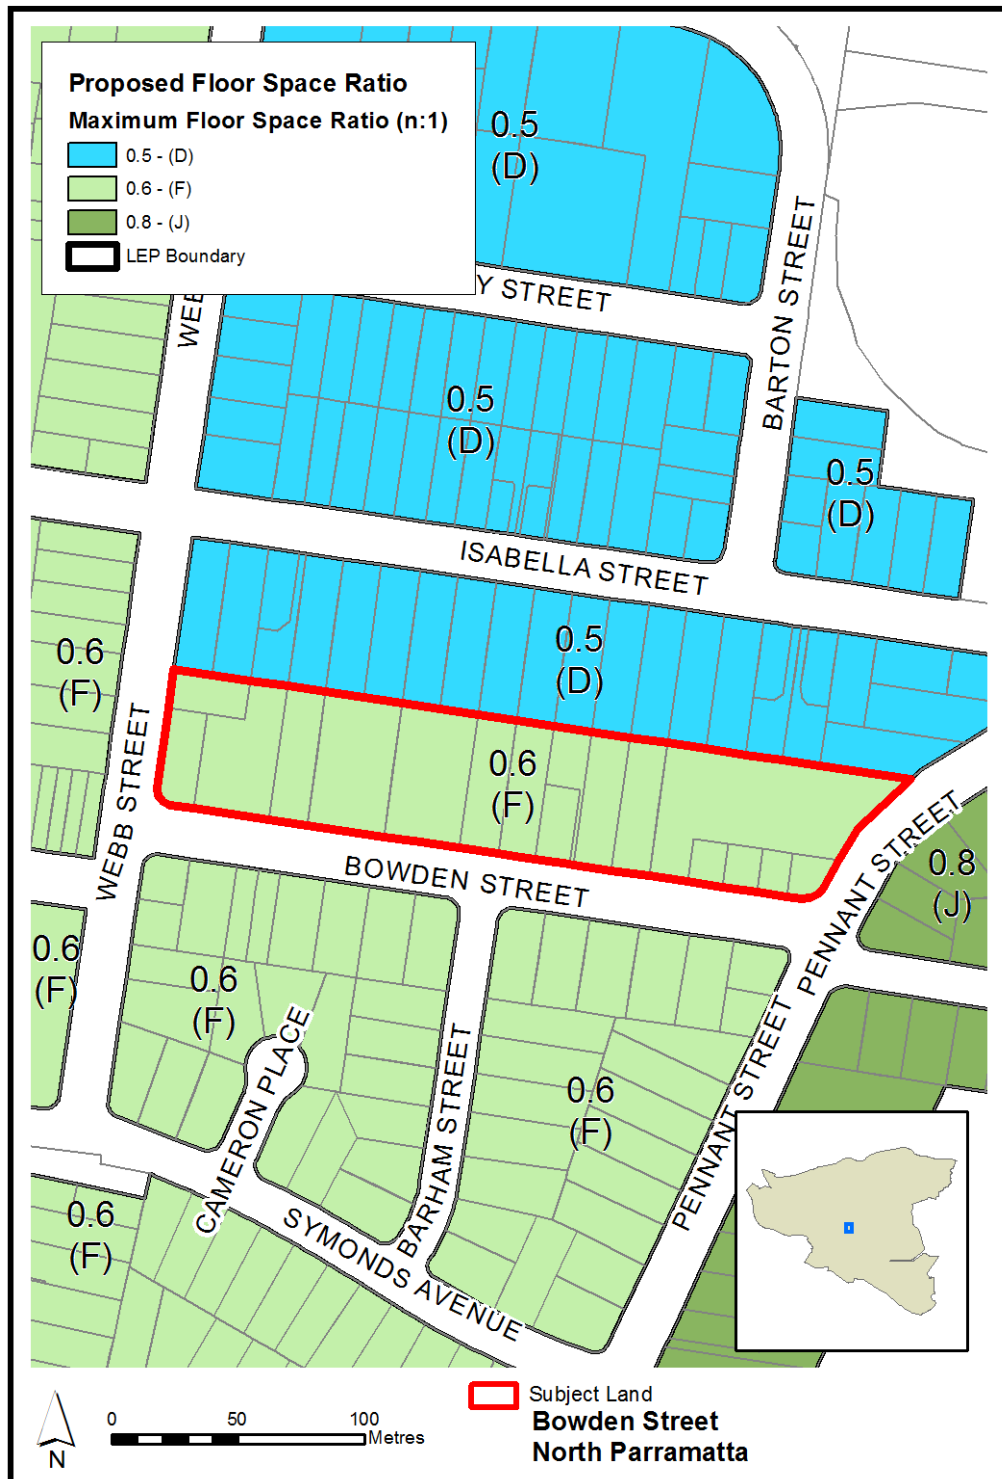 Proposed Floor Space Ratio
Maximum Floor Space Ratio (n:1)
0.5 - (D)
0.6 - (F)
0.8 - (J)
LEP Boundary
0.5
(D)
Y STREET
BARTON STREET
WEB
0.5
(D)
0.5
(D)
ISABELLA STREET
0.6
(F)
0.5
(D)
0.6
(F)
WEBB STREET
BOWDEN STREET
PENNANT STREET
0.8
(J)
0.6
(F)
0.6
(F)
CAMERON PLACE
BARHAM STREET
0.6
(F)
PENNANT STREET
0.6
(F)
SYMONDS AVENUE
N
0 50 100
Metres
Subject Land
Bowden Street
North Parramatta